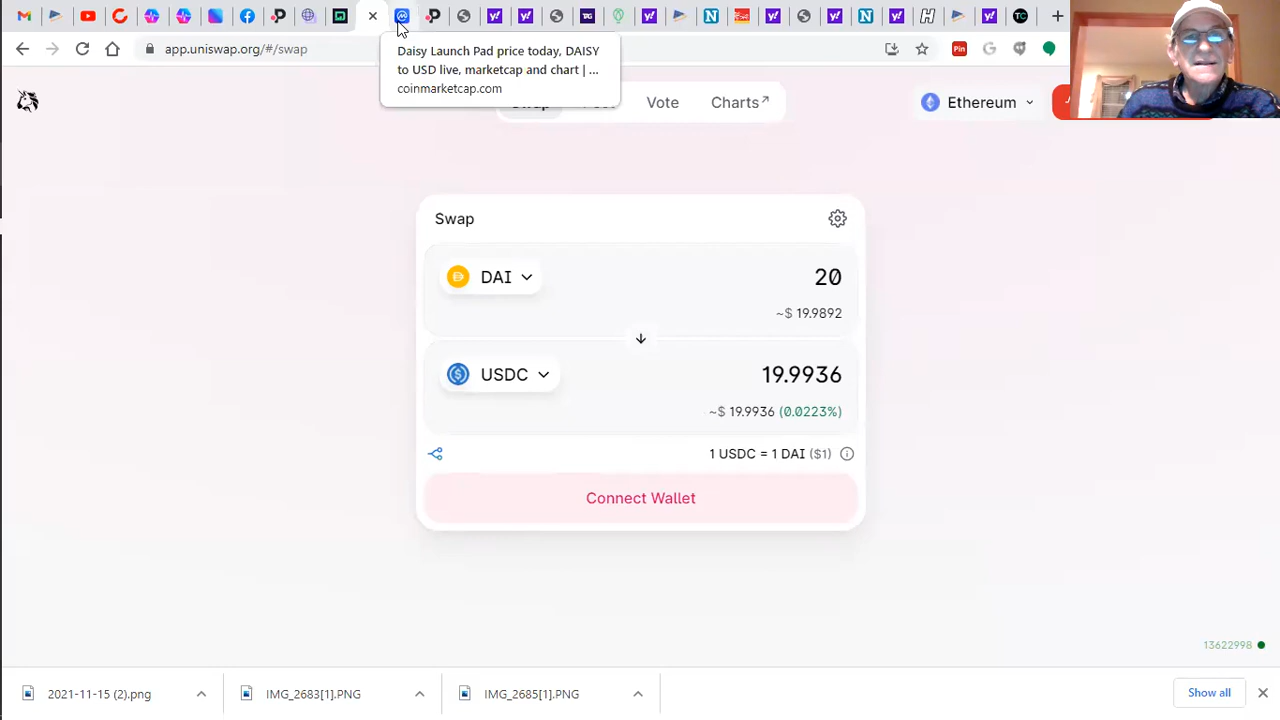 app.uniswap.org/#/swap
Daisy Launch Pad price today, DAISY
to USD live, marketcap and chart | ...
coinmarketcap.com
Vote
Charts↗
Ethereum
Swap
DAI
20
~$ 19.9892
USDC
19.9936
~$ 19.9936 (0.0223%)
1 USDC = 1 DAI ($1)
Connect Wallet
13622998
2021-11-15 (2).png
IMG_2683[1].PNG
IMG_2685[1].PNG
Show all